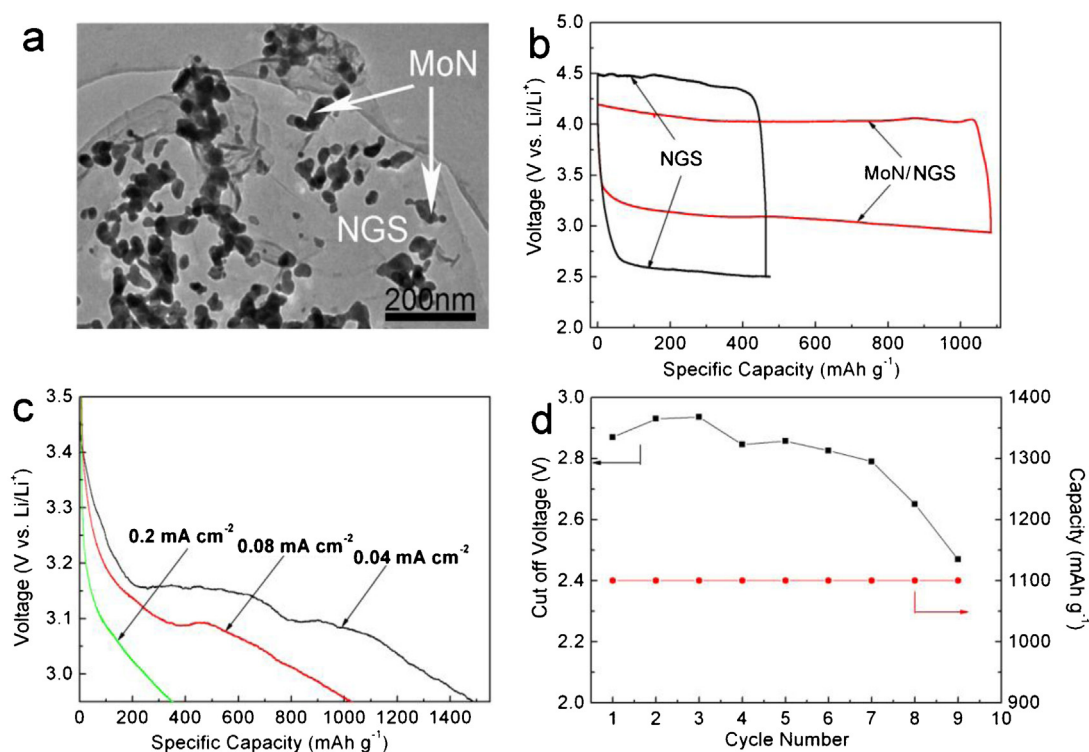 a
MoN
NGS
200nm
b
5.0
4.5
4.0
3.5
3.0
2.5
2.0
Voltage (V vs. Li/Li⁺)
NGS
MoN/NGS
0 200 400 600 800 1000
Specific Capacity (mAh g⁻¹)
c
3.5
3.4
3.3
3.2
3.1
3.0
Voltage (V vs. Li/Li⁺)
0.2 mA cm⁻²
0.08 mA cm⁻²
0.04 mA cm⁻²
0 200 400 600 800 1000 1200 1400
Specific Capacity (mAh g⁻¹)
d
3.0
2.8
2.6
2.4
2.2
2.0
Cut off Voltage (V)
1400
1300
1200
1100
1000
900
Capacity (mAh g⁻¹)
1 2 3 4 5 6 7 8 9 10
Cycle Number